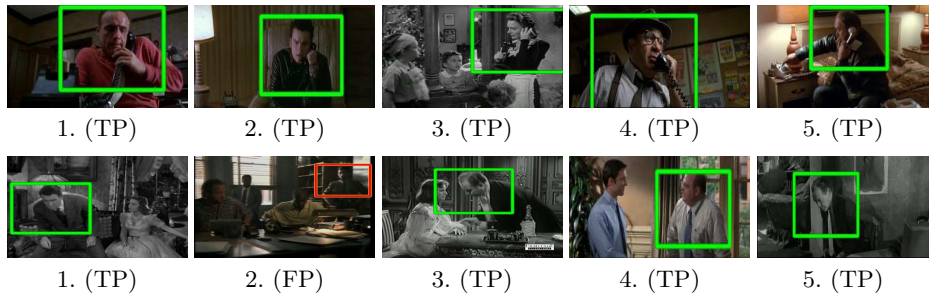 1. (TP) 2. (TP) 3. (TP) 4. (TP) 5. (TP)
1. (TP) 2. (FP) 3. (TP) 4. (TP) 5. (TP)